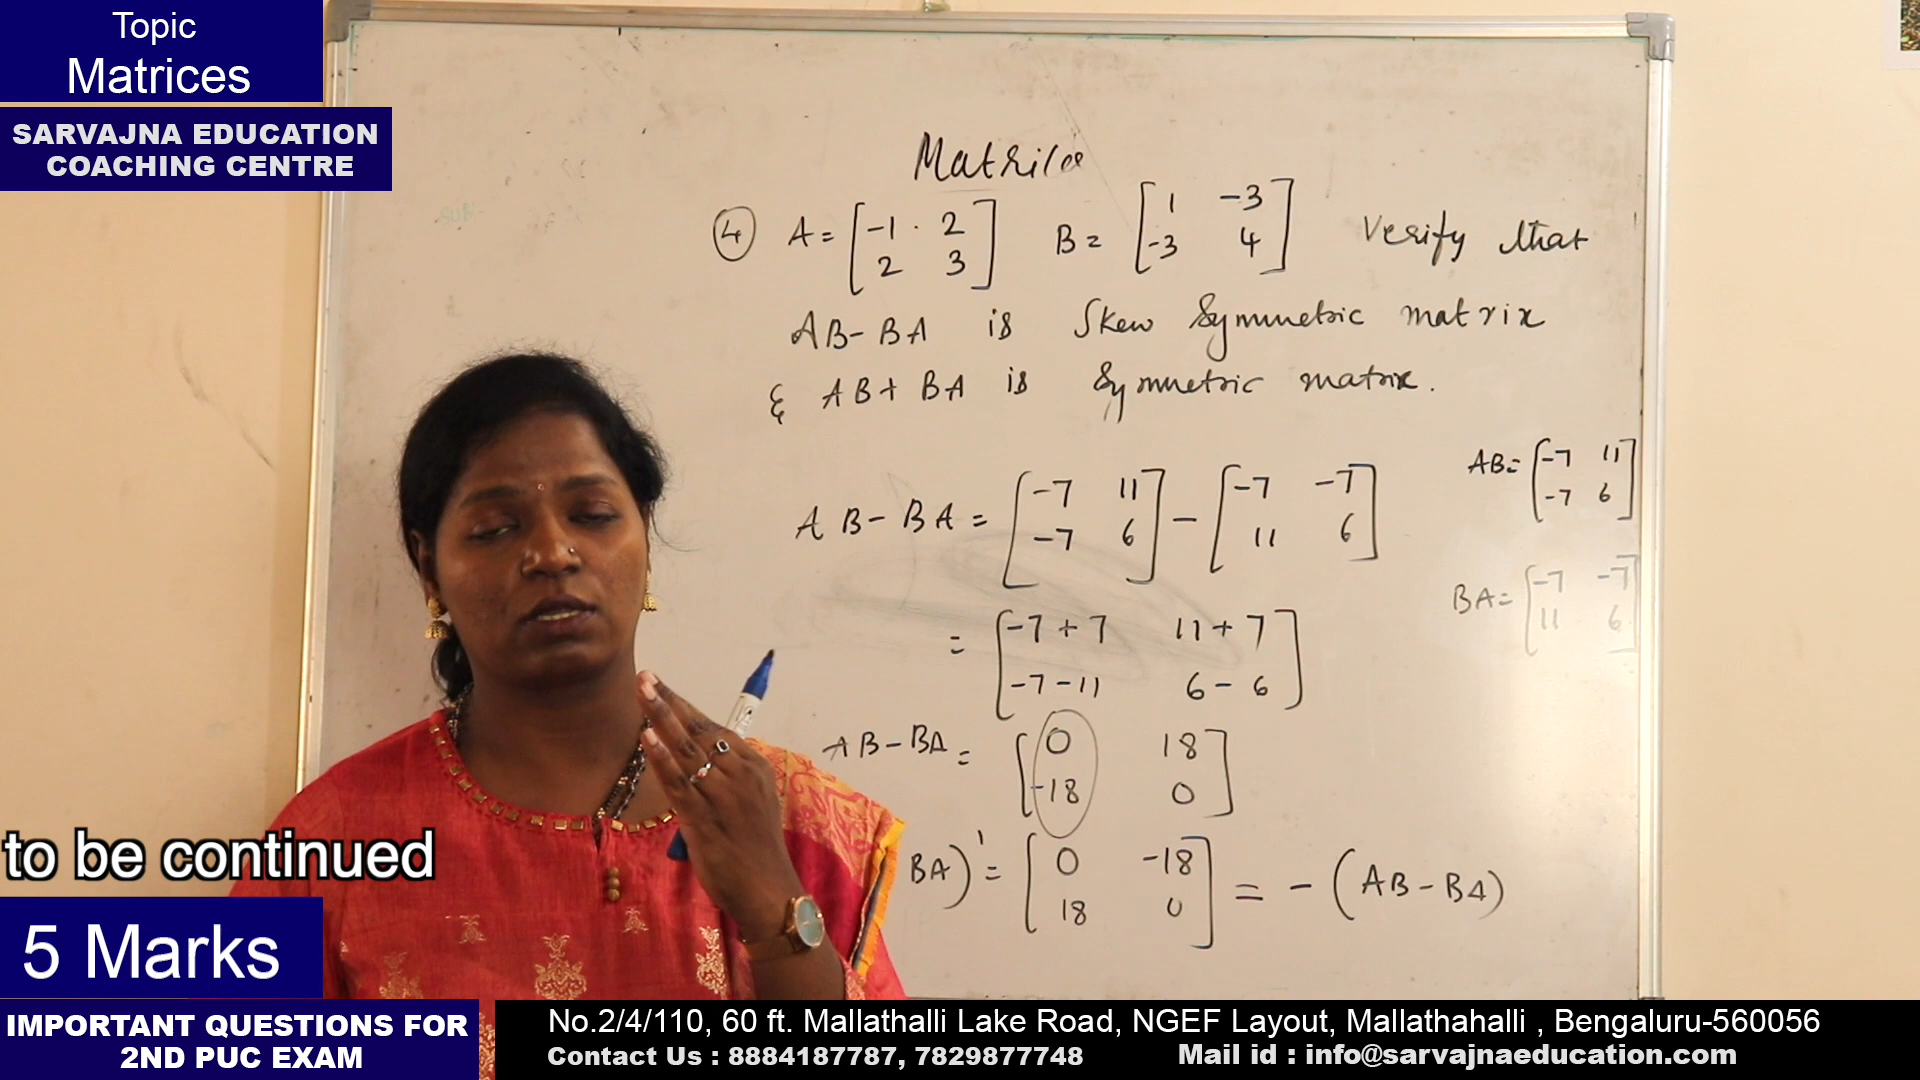 Topic
Matrices
SARVAJNA EDUCATION
COACHING CENTRE
Matrices
④ A = [-1 2] B = [1 -3] Verify that
[2 3] [-3 4]
AB - BA is Skew Symmetric matrix
& AB + BA is Symmetric matrix.
AB = [-7 11]
[-7 6]
AB - BA = [-7 11] - [-7 -7]
[-7 6] [11 6]
BA = [-7 -7]
[11 6]
= [-7 + 7 11 + 7]
[-7 - 11 6 - 6]
AB - BA = [0 18]
[-18 0]
BA)' = [0 -18] = - (AB - BA)
[18 0]
to be continued
5 Marks
IMPORTANT QUESTIONS FOR
2ND PUC EXAM
No.2/4/110, 60 ft. Mallathalli Lake Road, NGEF Layout, Mallathahalli , Bengaluru-560056
Contact Us : 8884187787, 7829877748 Mail id : info@sarvajnaeducation.com